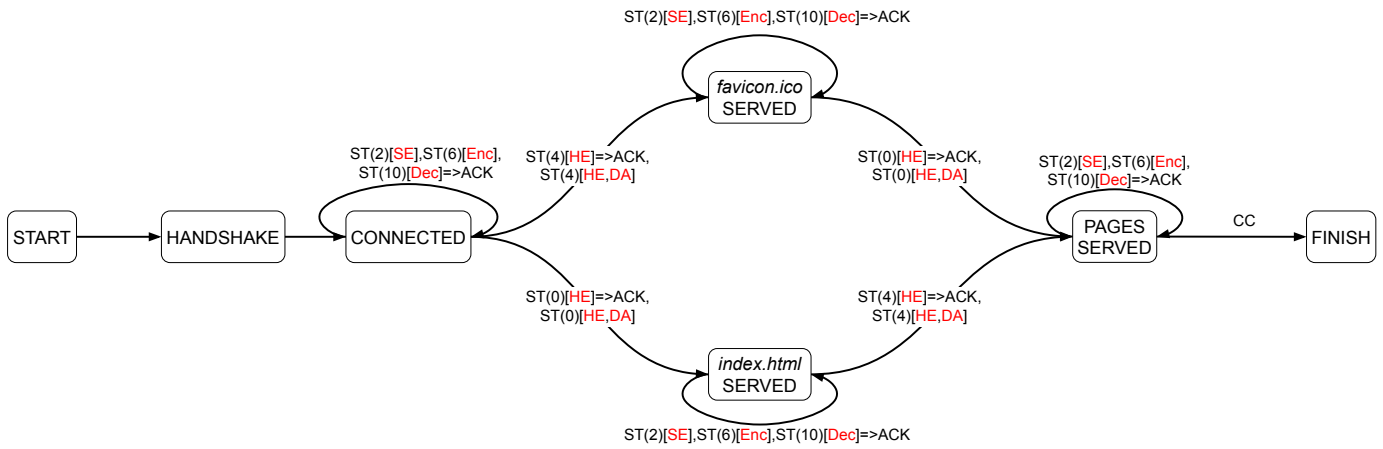 ST(2)[SE],ST(6)[Enc],ST(10)[Dec]=>ACK
favicon.ico
SERVED
ST(2)[SE],ST(6)[Enc],
ST(10)[Dec]=>ACK
ST(4)[HE]=>ACK,
ST(4)[HE,DA]
ST(0)[HE]=>ACK,
ST(0)[HE,DA]
ST(2)[SE],ST(6)[Enc],
ST(10)[Dec]=>ACK
START
HANDSHAKE
CONNECTED
PAGES
SERVED
CC
FINISH
ST(0)[HE]=>ACK,
ST(0)[HE,DA]
ST(4)[HE]=>ACK,
ST(4)[HE,DA]
index.html
SERVED
ST(2)[SE],ST(6)[Enc],ST(10)[Dec]=>ACK